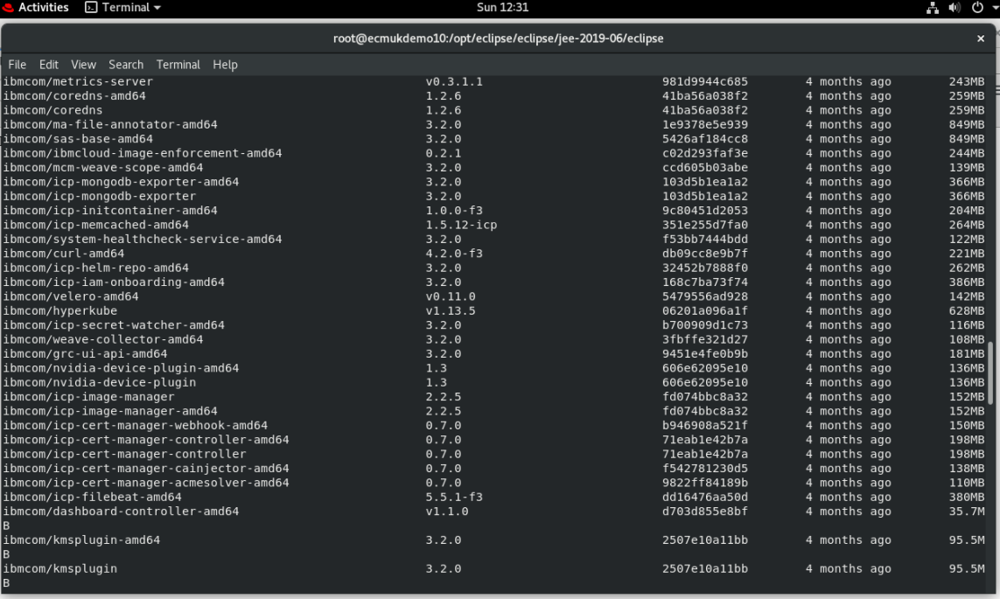 Activities Terminal Sun 12:31
root@ecmukdemo10:/opt/eclipse/eclipse/jee-2019-06/eclipse
File Edit View Search Terminal Help
ibmcom/metrics-server v0.3.1.1 981d9944c685 4 months ago 243MB
ibmcom/coredns-amd64 1.2.6 41ba56a038f2 4 months ago 259MB
ibmcom/coredns 1.2.6 41ba56a038f2 4 months ago 259MB
ibmcom/ma-file-annotator-amd64 3.2.0 1e9378e5e939 4 months ago 849MB
ibmcom/sas-base-amd64 3.2.0 5426af184cc8 4 months ago 849MB
ibmcom/ibmcloud-image-enforcement-amd64 0.2.1 c02d293faf3e 4 months ago 244MB
ibmcom/mcm-weave-scope-amd64 3.2.0 ccd605b03abe 4 months ago 139MB
ibmcom/icp-mongodb-exporter-amd64 3.2.0 103d5b1ea1a2 4 months ago 366MB
ibmcom/icp-mongodb-exporter 3.2.0 103d5b1ea1a2 4 months ago 366MB
ibmcom/icp-initcontainer-amd64 1.0.0-f3 9c80451d2053 4 months ago 204MB
ibmcom/icp-memcached-amd64 1.5.12-icp 351e255d7fa0 4 months ago 264MB
ibmcom/system-healthcheck-service-amd64 3.2.0 f53bb7444bdd 4 months ago 122MB
ibmcom/curl-amd64 4.2.0-f3 db09cc8e9b7f 4 months ago 221MB
ibmcom/icp-helm-repo-amd64 3.2.0 32452b7888f0 4 months ago 262MB
ibmcom/icp-iam-onboarding-amd64 3.2.0 168c7ba73f74 4 months ago 386MB
ibmcom/velero-amd64 v0.11.0 5479556ad928 4 months ago 142MB
ibmcom/hyperkube v1.13.5 06201a096a1f 4 months ago 628MB
ibmcom/icp-secret-watcher-amd64 3.2.0 b700909d1c73 4 months ago 116MB
ibmcom/weave-collector-amd64 3.2.0 3fbffe321d27 4 months ago 108MB
ibmcom/grc-ui-api-amd64 3.2.0 9451e4fe0b9b 4 months ago 181MB
ibmcom/nvidia-device-plugin-amd64 1.3 606e62095e10 4 months ago 136MB
ibmcom/nvidia-device-plugin 1.3 606e62095e10 4 months ago 136MB
ibmcom/icp-image-manager 2.2.5 fd074bbc8a32 4 months ago 152MB
ibmcom/icp-image-manager-amd64 2.2.5 fd074bbc8a32 4 months ago 152MB
ibmcom/icp-cert-manager-webhook-amd64 0.7.0 b946908a521f 4 months ago 150MB
ibmcom/icp-cert-manager-controller-amd64 0.7.0 71eab1e42b7a 4 months ago 198MB
ibmcom/icp-cert-manager-controller 0.7.0 71eab1e42b7a 4 months ago 198MB
ibmcom/icp-cert-manager-cainjector-amd64 0.7.0 f542781230d5 4 months ago 138MB
ibmcom/icp-cert-manager-acmesolver-amd64 0.7.0 9822ff84189b 4 months ago 110MB
ibmcom/icp-filebeat-amd64 5.5.1-f3 dd16476aa50d 4 months ago 380MB
ibmcom/dashboard-controller-amd64 v1.1.0 d703d855e8bf 4 months ago 35.7M
B
ibmcom/kmsplugin-amd64 3.2.0 2507e10a11bb 4 months ago 95.5M
B
ibmcom/kmsplugin 3.2.0 2507e10a11bb 4 months ago 95.5M
B